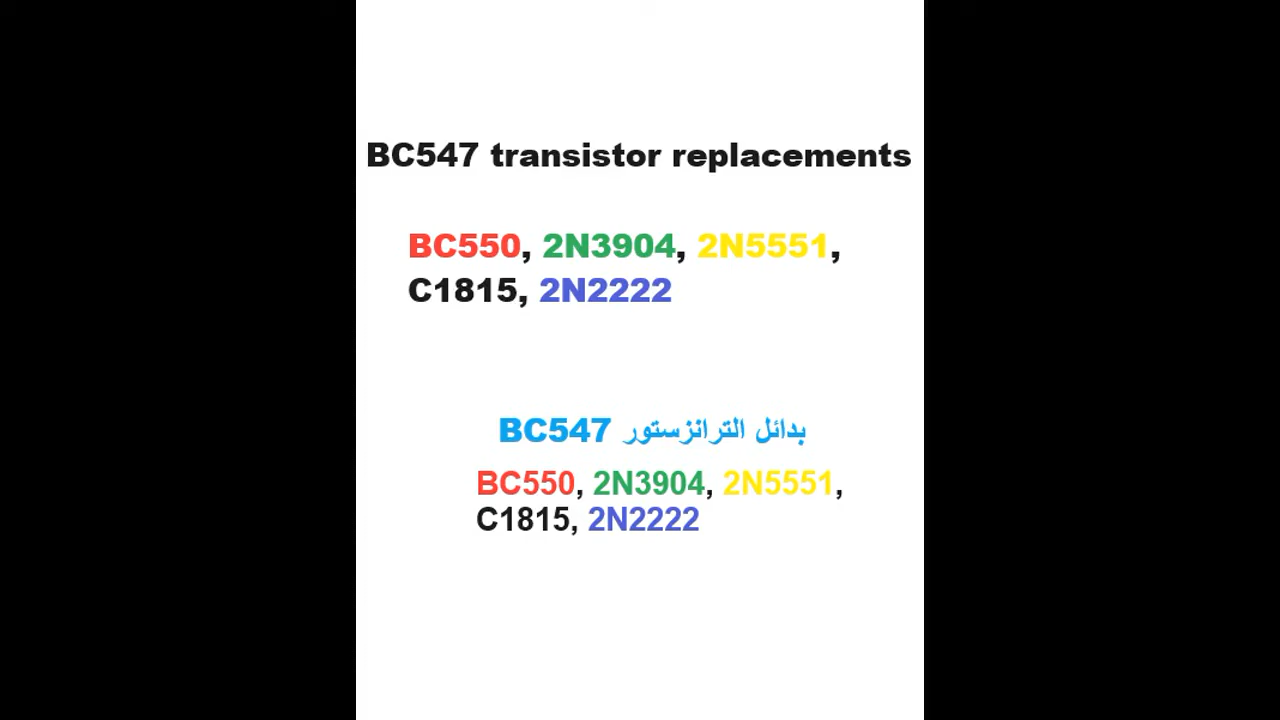 BC547 transistor replacements
BC550, 2N3904, 2N5551,
C1815, 2N2222
بدائل الترانزستور BC547
BC550, 2N3904, 2N5551,
C1815, 2N2222